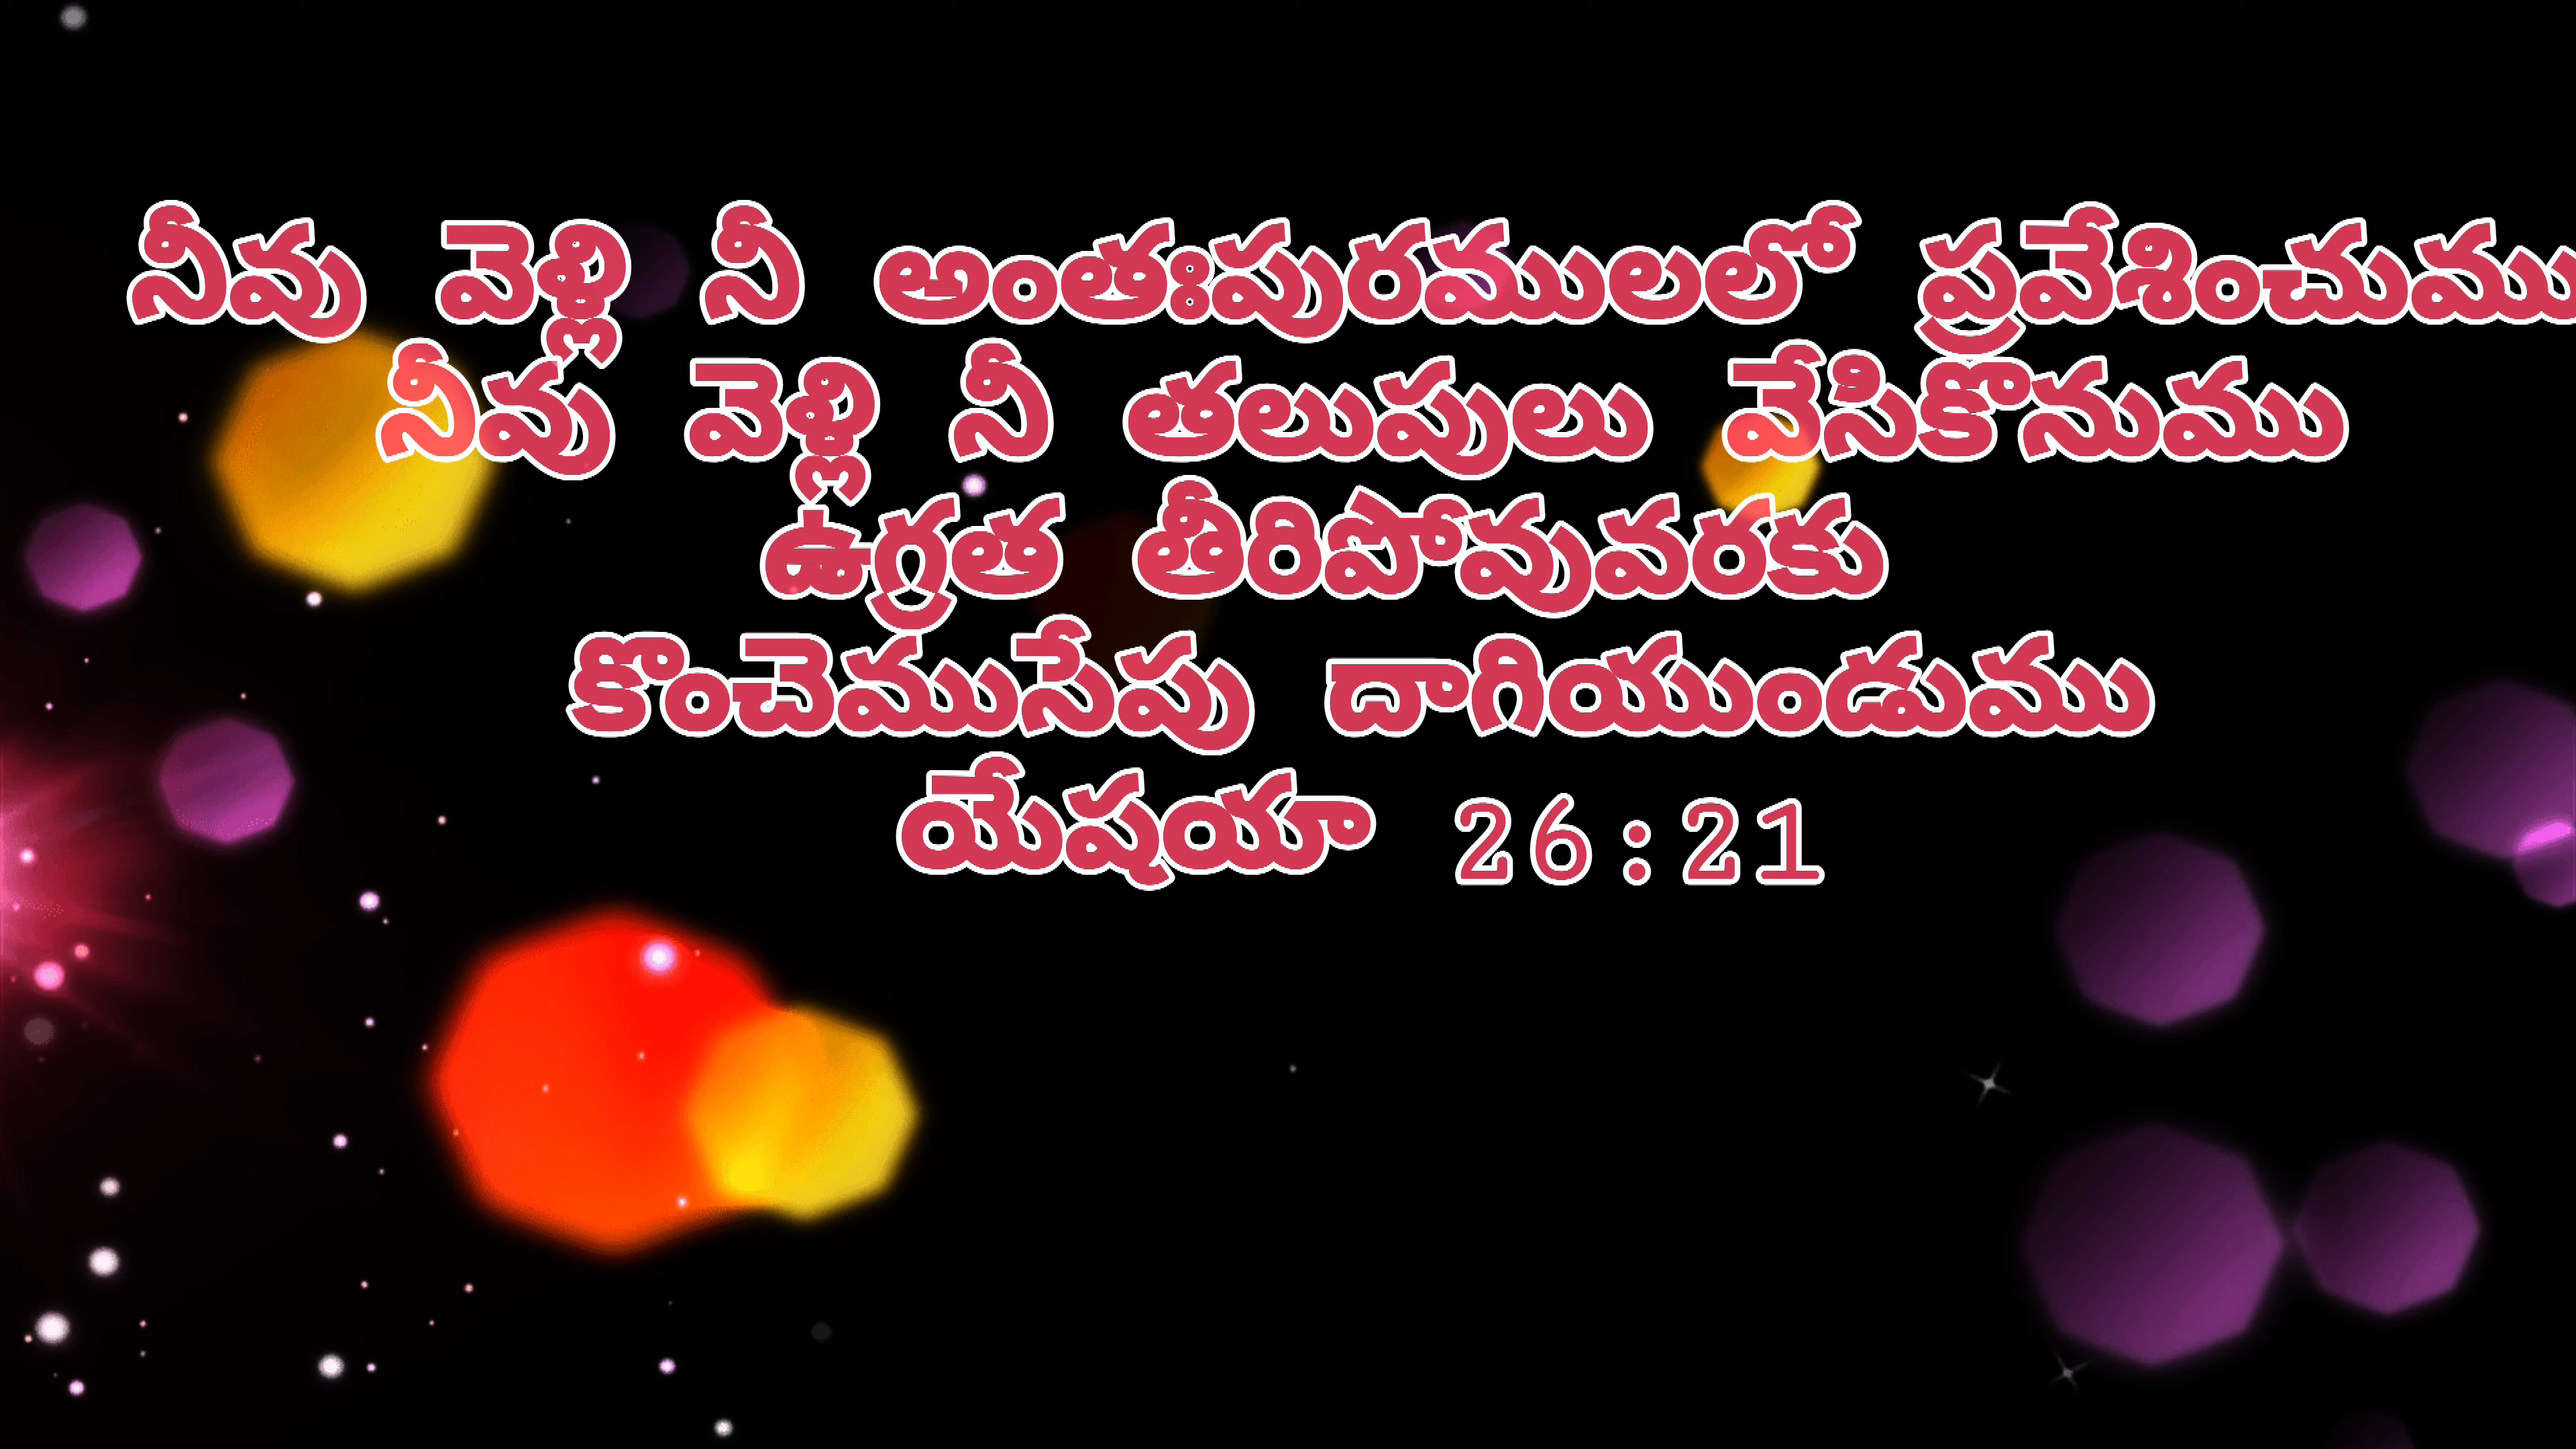 నీవు వెళ్లి నీ అంతఃపురములలో ప్రవేశించుము
నీవు వెళ్లి నీ తలుపులు వేసికొనుము
ఉగ్రత తీరిపోవువరకు
కొంచెముసేపు దాగియుండుము
యేషయా 26:21